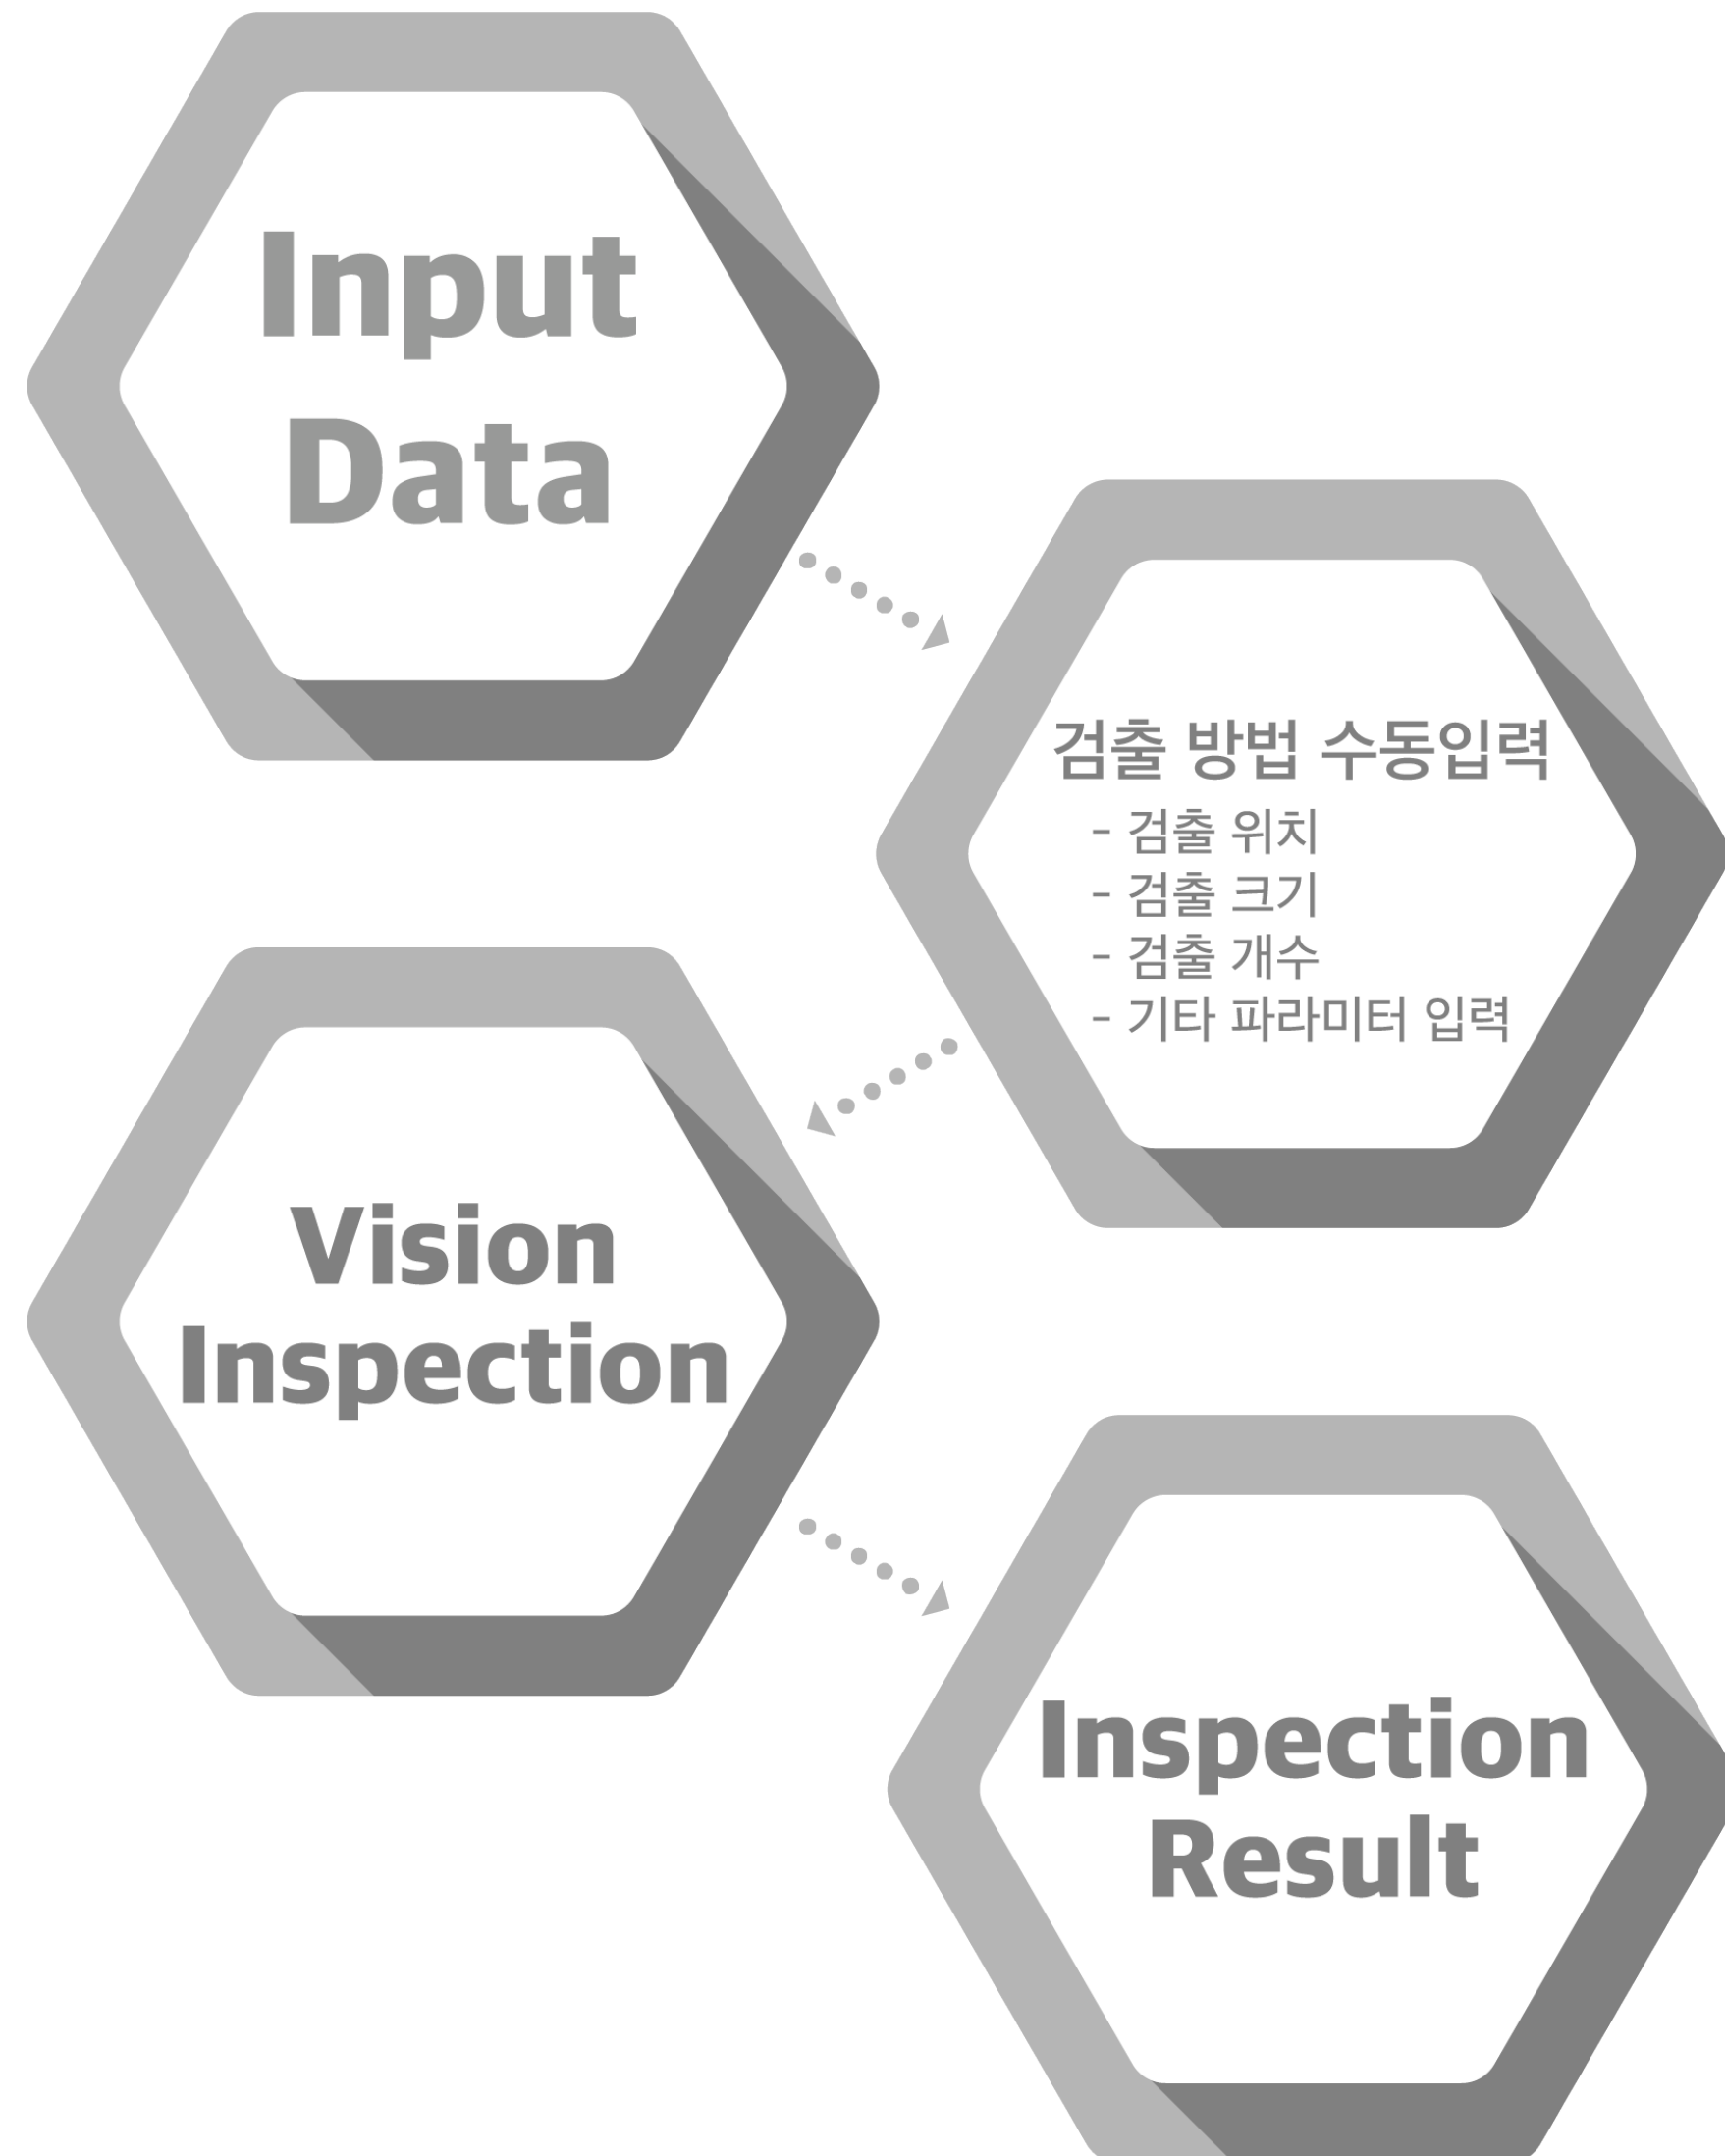 Input
Data
검출 방법 수동입력
- 검출 위치
- 검출 크기
- 검출 개수
- 기타 파라미터 입력
Vision
Inspection
Inspection
Result